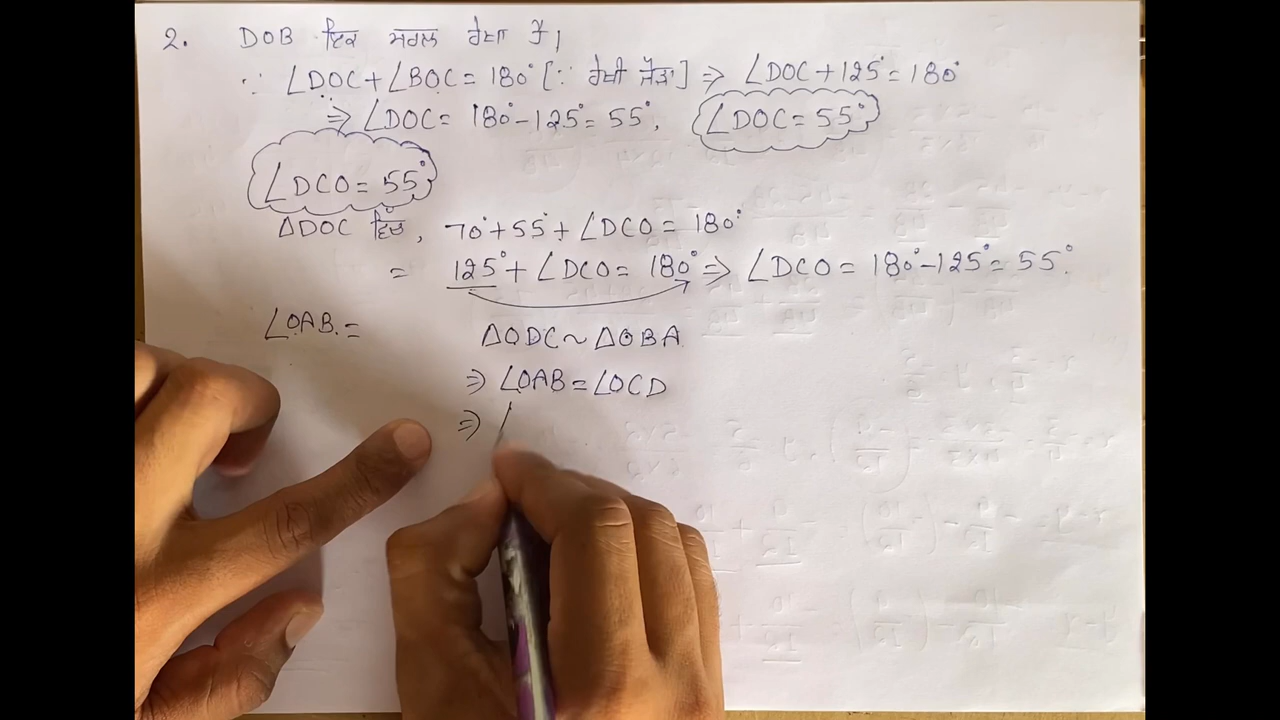 2. DOB ਇਕ ਸਰਲ ਰੇਖਾ ਹੈ।
∵ ∠DOC + ∠BOC = 180° [∵ ਰੇਖੀ ਜੋੜਾ] ⇒ ∠DOC + 125° = 180°
⇒ ∠DOC = 180° - 125° = 55°. ∠DOC = 55°
∠DCO = 55°
ΔDOC ਵਿੱਚ, 70° + 55° + ∠DCO = 180°
= 125° + ∠DCO = 180° ⇒ ∠DCO = 180° - 125° = 55°.
∠OAB = ΔODC ~ ΔOBA
⇒ ∠OAB = ∠OCD
⇒